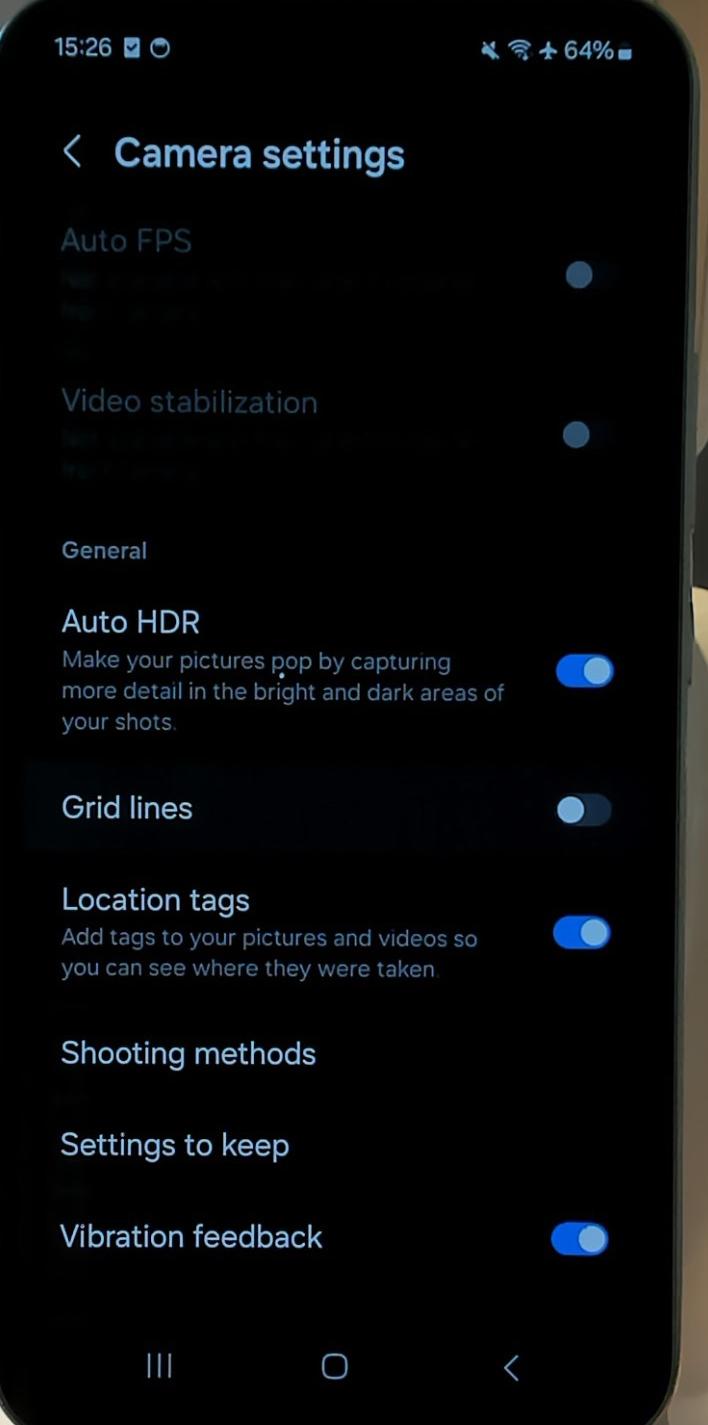 15:26
64%
Camera settings
Auto FPS
Video stabilization
General
Auto HDR
Make your pictures pop by capturing
more detail in the bright and dark areas of
your shots.
Grid lines
Location tags
Add tags to your pictures and videos so
you can see where they were taken.
Shooting methods
Settings to keep
Vibration feedback